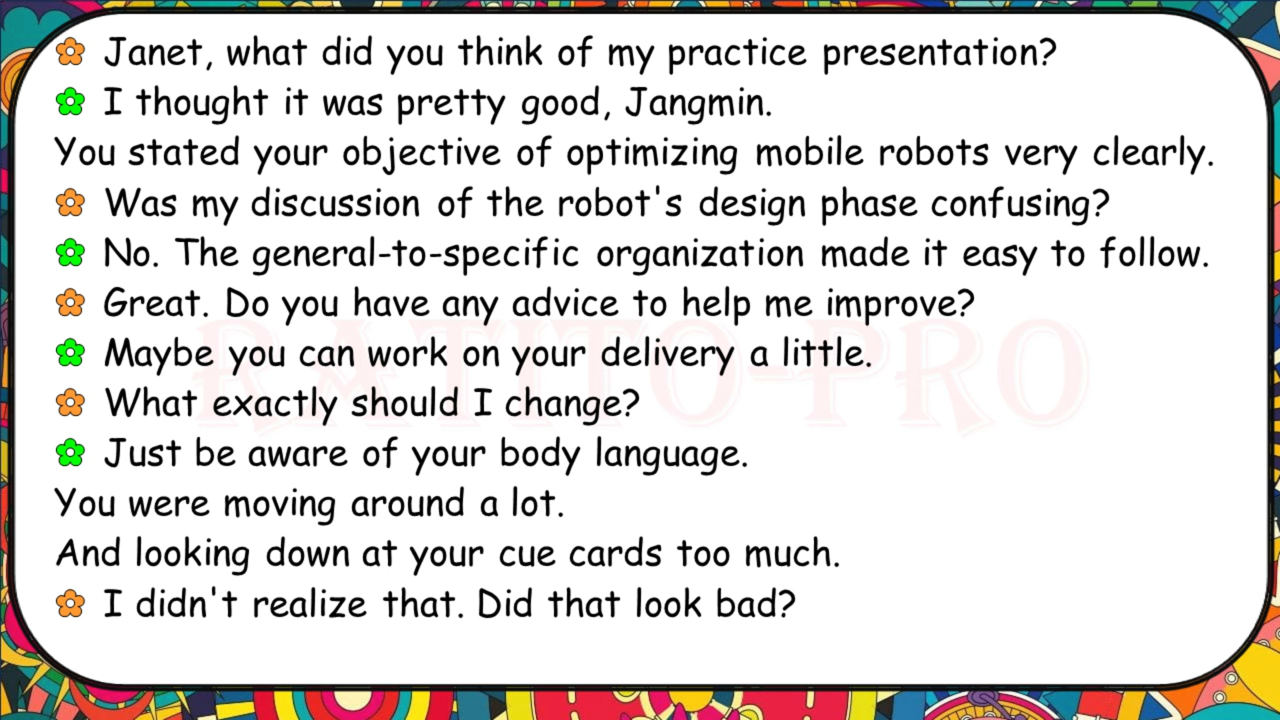 Janet, what did you think of my practice presentation?
I thought it was pretty good, Jangmin.
You stated your objective of optimizing mobile robots very clearly.
Was my discussion of the robot's design phase confusing?
No. The general-to-specific organization made it easy to follow.
Great. Do you have any advice to help me improve?
Maybe you can work on your delivery a little.
What exactly should I change?
Just be aware of your body language.
You were moving around a lot.
And looking down at your cue cards too much.
I didn't realize that. Did that look bad?
RATITO-PRO